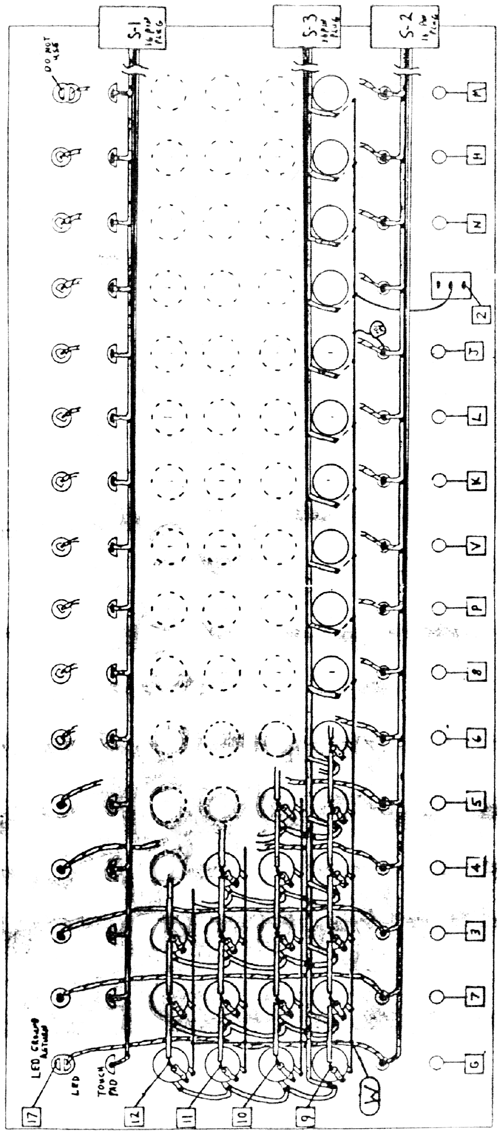 S-1
16 PIN
PLUG
S-3
16 PIN
PLUG
S-2
16 PIN
PLUG
DO NOT
USE
M
H
N
2
J
L
K
V
P
8
6
5
4
3
7
G
LED GROUND
RETURN
LED
TOUCH
PAD
17
12
11
10
9
W